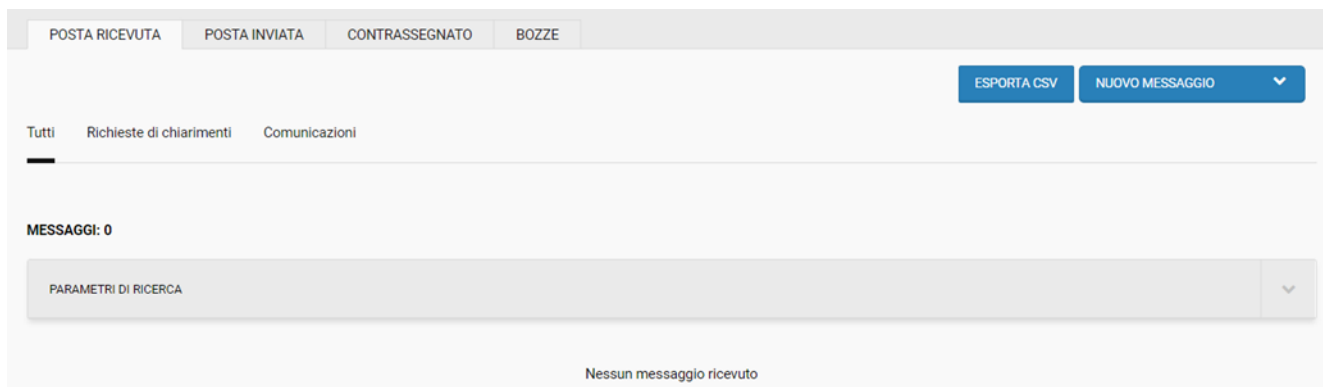 POSTA RICEVUTA POSTA INVIATA CONTRASSEGNATO BOZZE
ESPORTA CSV NUOVO MESSAGGIO
Tutti Richieste di chiarimenti Comunicazioni
MESSAGGI: 0
PARAMETRI DI RICERCA
Nessun messaggio ricevuto